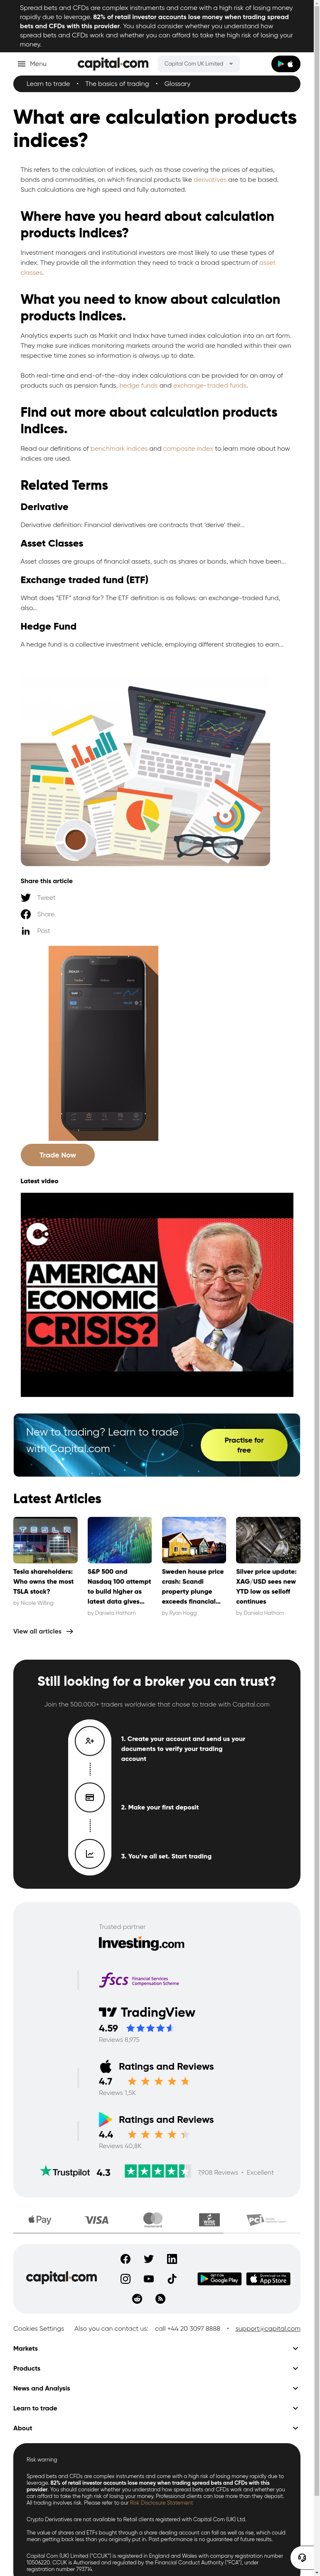 Spread bets and CFDs are complex instruments and come with a high risk of losing money
rapidly due to leverage. 82% of retail investor accounts lose money when trading spread
bets and CFDs with this provider. You should consider whether you understand how
spread bets and CFDs work and whether you can afford to take the high risk of losing your
money.
Menu
capital.com
Capital Com UK Limited
Learn to trade • The basics of trading • Glossary
What are calculation products
indices?
This refers to the calculation of indices, such as those covering the prices of equities,
bonds and commodities, on which financial products like derivatives are to be based.
Such calculations are high speed and fully automated.
Where have you heard about calculation
products indices?
Investment managers and institutional investors are most likely to use these types of
index. They provide all the information they need to track a broad spectrum of asset
classes.
What you need to know about calculation
products indices.
Analytics experts such as Markit and Indxx have turned index calculation into an art form.
They make sure indices monitoring markets around the world are handled within their own
respective time zones so information is always up to date.
Both real-time and end-of-the-day index calculations can be provided for an array of
products such as pension funds, hedge funds and exchange-traded funds.
Find out more about calculation products
indices.
Read our definitions of benchmark indices and composite index to learn more about how
indices are used.
Related Terms
Derivative
Derivative definition: Financial derivatives are contracts that 'derive' their...
Asset Classes
Asset classes are groups of financial assets, such as shares or bonds, which have been...
Exchange traded fund (ETF)
What does “ETF” stand for? The ETF definition is as follows: an exchange-traded fund,
also...
Hedge Fund
A hedge fund is a collective investment vehicle, employing different strategies to earn...
Share this article
Tweet
Share
Post
Trade Now
Latest video
AMERICAN
ECONOMIC
CRISIS?
New to trading? Learn to trade
with Capital.com
Practise for
free
Latest Articles
Tesla shareholders:
Who owns the most
TSLA stock?
by Nicole Willing
S&P 500 and
Nasdaq 100 attempt
to build higher as
latest data gives...
by Daniela Hathorn
Sweden house price
crash: Scandi
property plunge
exceeds financial...
by Ryan Hogg
Silver price update:
XAG/USD sees new
YTD low as selloff
continues
by Daniela Hathorn
View all articles
Still looking for a broker you can trust?
Join the 500.000+ traders worldwide that chose to trade with Capital.com
1. Create your account and send us your
documents to verify your trading
account
2. Make your first deposit
3. You're all set. Start trading
Trusted partner
Investing.com
fscs Financial Services
Compensation Scheme
TradingView
4.59
Reviews 8,975
Ratings and Reviews
4.7
Reviews 1,5K
Ratings and Reviews
4.4
Reviews 40,8K
Trustpilot 4.3 7,908 Reviews • Excellent
Pay
VISA
mastercard
PCI
capital.com
GET IT ON
Google Play
Download on the
App Store
Cookies Settings
Also you can contact us: call +44 20 3097 8888 • support@capital.com
Markets
Products
News and Analysis
Learn to trade
About
Risk warning
Spread bets and CFDs are complex instruments and come with a high risk of losing money rapidly due to
leverage. 82% of retail investor accounts lose money when trading spread bets and CFDs with this
provider. You should consider whether you understand how spread bets and CFDs work and whether you
can afford to take the high risk of losing your money. Professional clients can lose more than they deposit.
All trading involves risk. Please refer to our Risk Disclosure Statement
Crypto Derivatives are not available to Retail clients registered with Capital Com (UK) Ltd.
The value of shares and ETFs bought through a share dealing account can fall as well as rise, which could
mean getting back less than you originally put in. Past performance is no guarantee of future results.
Capital Com (UK) Limited (“CCUK”) is registered in England and Wales with company registration number
10506220. CCUK is Authorised and regulated by the Financial Conduct Authority (“FCA”), under
registration number 793714.